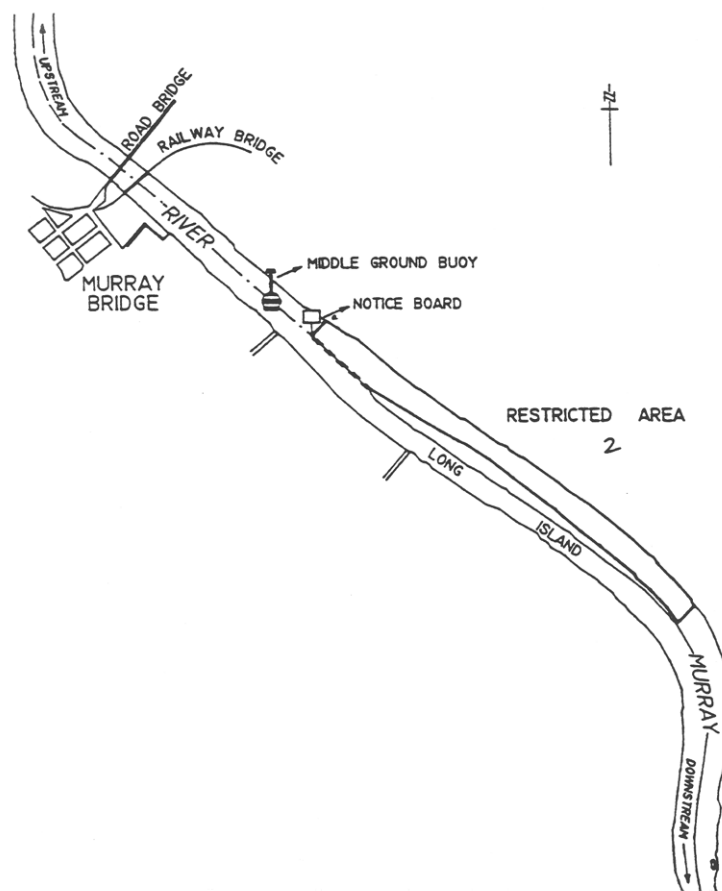 UPSTREAM
ROAD BRIDGE
RAILWAY BRIDGE
N
RIVER
MURRAY
BRIDGE
MIDDLE GROUND BUOY
NOTICE BOARD
RESTRICTED AREA
2
LONG
ISLAND
MURRAY
DOWNSTREAM